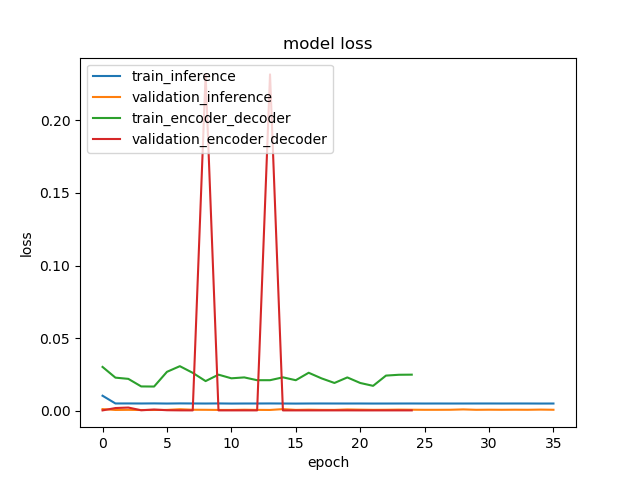 model loss
train_inference
validation_inference
train_encoder_decoder
validation_encoder_decoder
0.20
0.15
0.10
0.05
0.00
loss
0 5 10 15 20 25 30 35
epoch